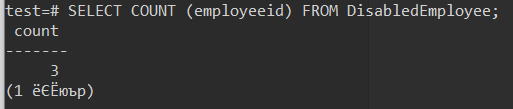 test=# SELECT COUNT (employeeid) FROM DisabledEmployee;
count
-------
3
(1 ёЄЁюър)